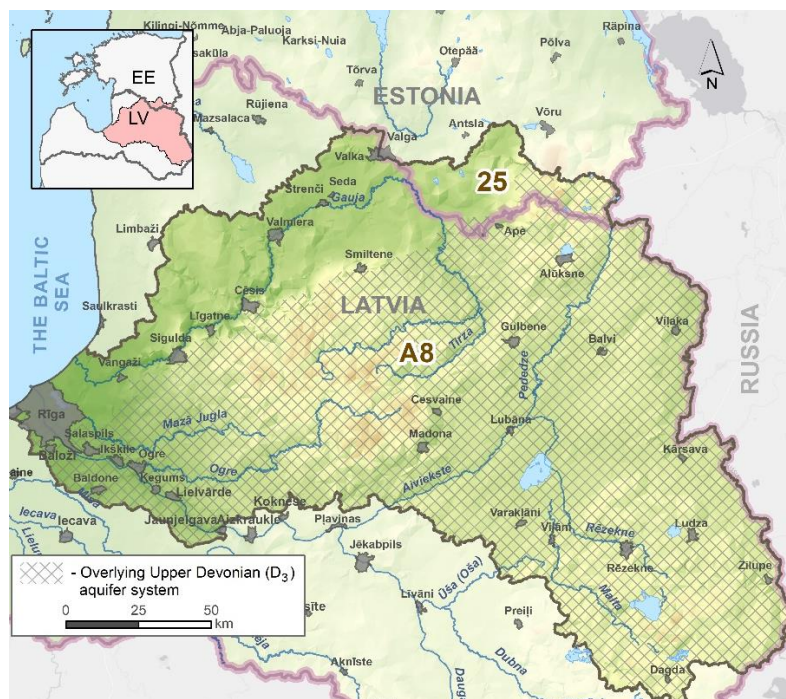 Kilingi-Nõmme
Abja-Paluoja
Karksi-Nuia
Räpina
Otepää
Põlva
Tõrva
EE
LV
ESTONIA
N
Rūjiena
Mazsalaca
Antsla
Võru
Valga
Valka
25
Seda
Strenči
Gauja
Limbaži
Valmiera
Ape
Smiltene
Alūksne
THE BALTIC
SEA
Saulkrasti
Cēsis
LATVIA
Līgatne
Viļaka
RUSSIA
Sigulda
Tirza
Gulbene
Balvi
A8
Vangaži
Pededze
Rīga
Cesvaine
Mazā Jugla
Lubāna
Salaspils
Madona
Ikšķile
Ogre
Kārsava
Baloži
Ogre
Baldone
Ķegums
Lielvārde
Aiviekste
Koknese
Iecava
Jaunjelgava
Aizkraukle
Pļaviņas
Varakļāni
Iecava
Viļāni
Rēzekne
Ludza
Jēkabpils
Rēzekne
- Overlying Upper Devonian (D₃)
aquifer system
Zilupe
Ūša (Oša)
Malta
Līvāni
0 25 50
km
Preiļi
Dubna
Dagda
Aknīste